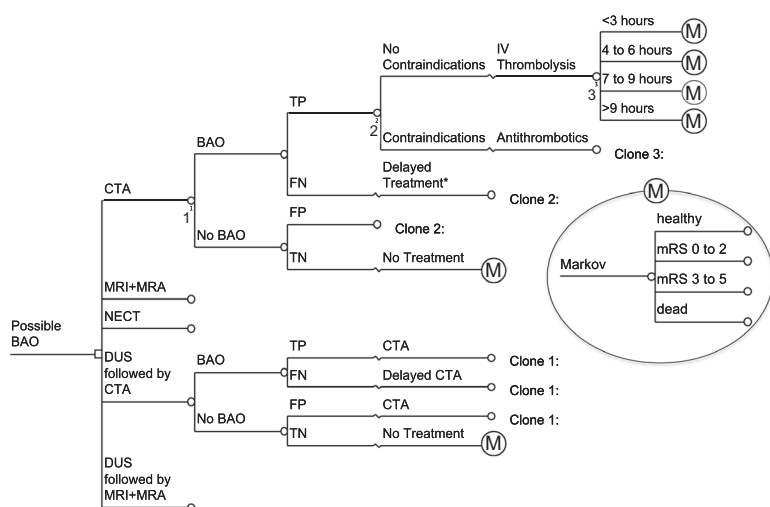 <3 hours
M
No
Contraindications
IV
Thrombolysis
4 to 6 hours
M
TP
7 to 9 hours
M
3
2
2
>9 hours
M
BAO
Contraindications
Antithrombotics
Clone 3:
CTA
FN
Delayed
Treatment*
Clone 2:
1
FP
Clone 2:
No BAO
TN
No Treatment
M
M
healthy
mRS 0 to 2
Markov
mRS 3 to 5
dead
MRI+MRA
NECT
Possible
BAO
DUS
followed by
CTA
BAO
TP
CTA
Clone 1:
FN
Delayed CTA
Clone 1:
No BAO
FP
CTA
Clone 1:
TN
No Treatment
M
DUS
followed by
MRI+MRA